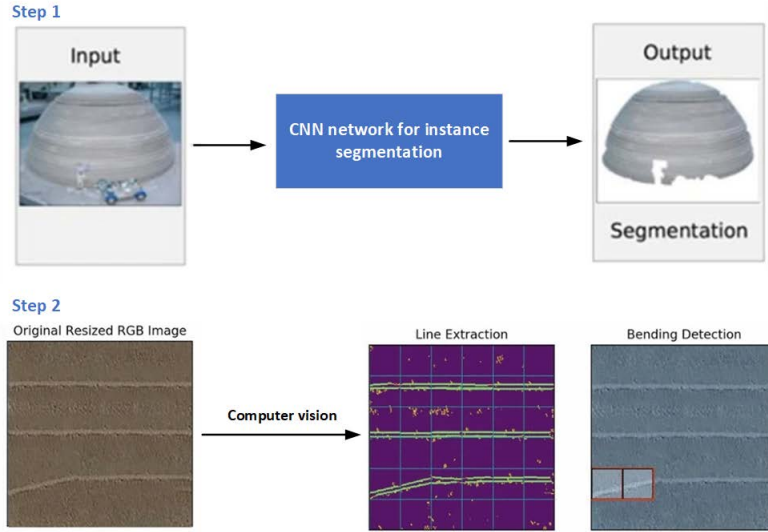 Step 1
Input
Output
CNN network for instance
segmentation
Segmentation
Step 2
Original Resized RGB Image
Line Extraction
Bending Detection
Computer vision